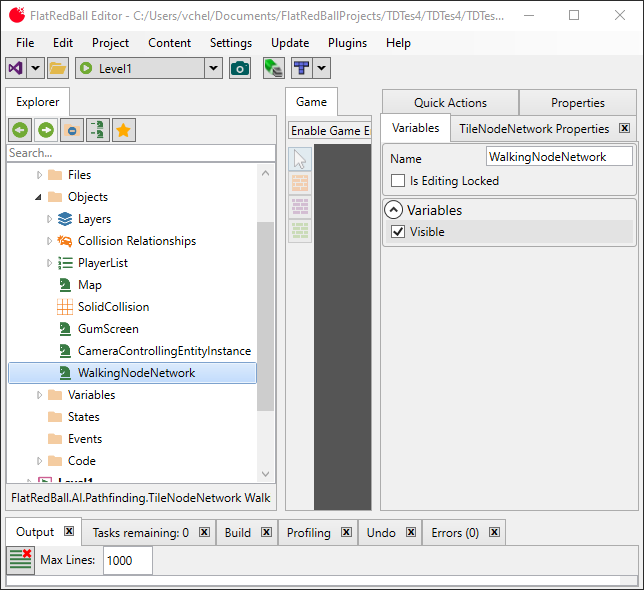 FlatRedBall Editor - C:/Users/vchel/Documents/FlatRedBallProjects/TDTes4/TDTes4/TDTes...
File Edit Project Content Settings Update Plugins Help
Level1
Explorer
Search...
Files
Objects
Layers
Collision Relationships
PlayerList
Map
SolidCollision
GumScreen
CameraControllingEntityInstance
WalkingNodeNetwork
Variables
States
Events
Code
Level1
FlatRedBall.AI.Pathfinding.TileNodeNetwork Walk
Game
Enable Game E
Quick Actions Properties
Variables TileNodeNetwork Properties
Name WalkingNodeNetwork
Is Editing Locked
Variables
Visible
Output Tasks remaining: 0 Build Profiling Undo Errors (0)
Max Lines: 1000